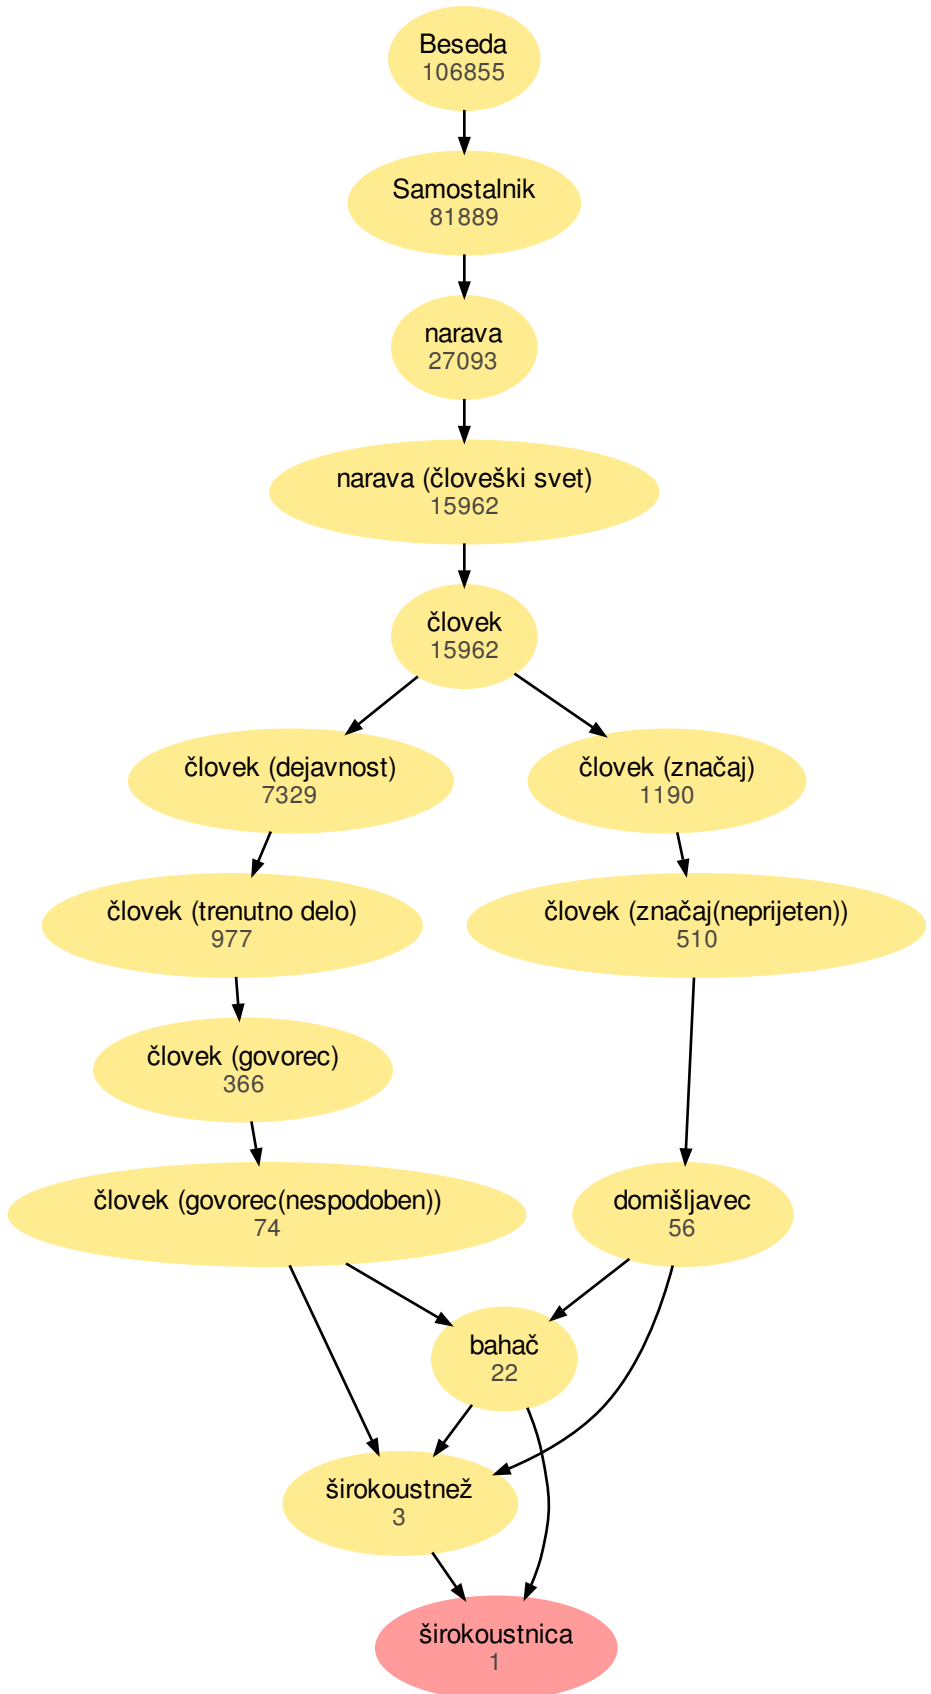 Beseda
106855
Samostalnik
81889
narava
27093
narava (človeški svet)
15962
človek
15962
človek (dejavnost)
7329
človek (značaj)
1190
človek (trenutno delo)
977
človek (značaj(neprijeten))
510
človek (govorec)
366
človek (govorec(nespodoben))
74
domišljavec
56
bahač
22
širokoustnež
3
širokoustnica
1